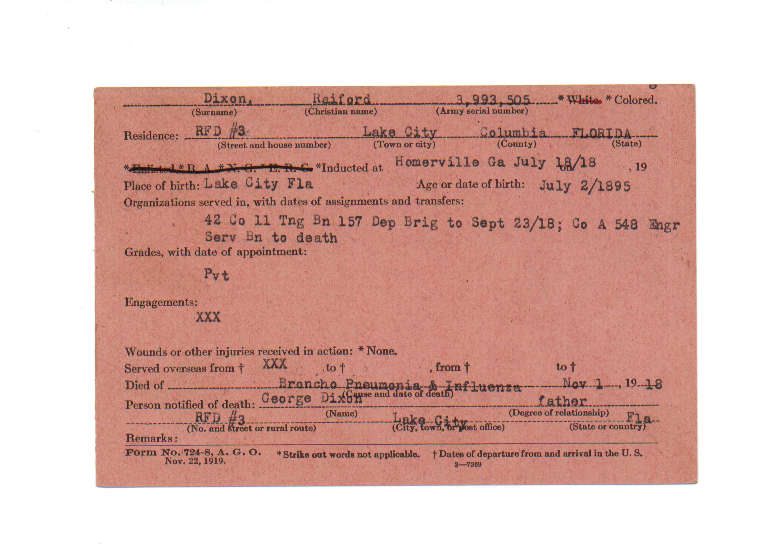 Dixon, Raiford 3,993,505 *White *Colored.
(Surname) (Christian name) (Army serial number)
Residence: RFD #3 Lake City Columbia FLORIDA
(Street and house number) (Town or city) (County) (State)
*Enlisted *R. A. *N. G. *E. R. C. *Inducted at Homerville Ga July 18/18 , 19
Place of birth: Lake City Fla Age or date of birth: July 2/1895
Organizations served in, with dates of assignments and transfers:
42 Co 11 Tng Bn 157 Dep Brig to Sept 23/18; Co A 548 Engr
Serv Bn to death
Grades, with date of appointment:
Pvt
Engagements:
XXX
Wounds or other injuries received in action: *None.
Served overseas from † XXX to † , from † to †
Died of Broncho Pneumonia & Influenza Nov 1 , 19 18
(Cause and date of death)
Person notified of death: George Dixon father
(Name) (Degree of relationship)
RFD #3 Lake City Fla
(No. and street or rural route) (City, town, or post office) (State or country)
Remarks:
Form No. 724-8, A. G. O. *Strike out words not applicable. † Dates of departure from and arrival in the U. S.
Nov. 22, 1919. 3—7369